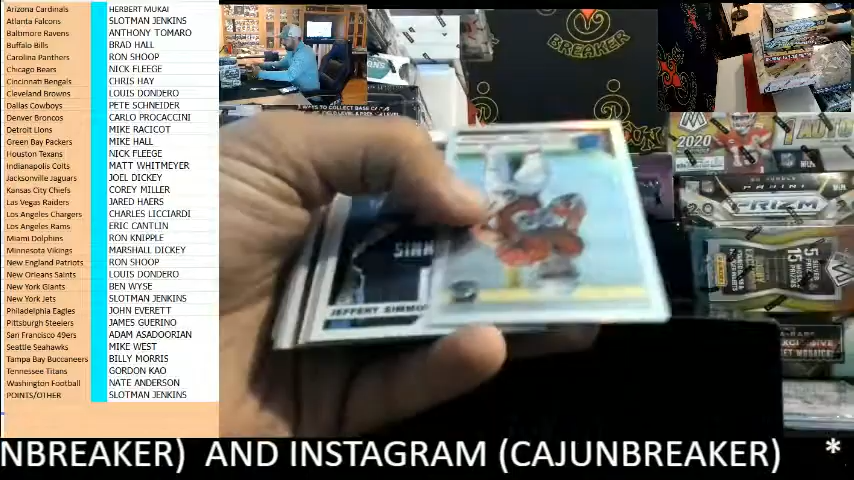 Arizona Cardinals HERBERT MUKAI
Atlanta Falcons SLOTMAN JENKINS
Baltimore Ravens ANTHONY TOMARO
Buffalo Bills BRAD HALL
Carolina Panthers RON SHOOP
Chicago Bears NICK FLEEGE
Cincinnati Bengals CHRIS HAY
Cleveland Browns LOUIS DONDERO
Dallas Cowboys PETE SCHNEIDER
Denver Broncos CARLO PROCACCINI
Detroit Lions MIKE RACICOT
Green Bay Packers MIKE HALL
Houston Texans NICK FLEEGE
Indianapolis Colts MATT WHITMEYER
Jacksonville Jaguars JOEL DICKEY
Kansas City Chiefs COREY MILLER
Las Vegas Raiders JARED HAERS
Los Angeles Chargers CHARLES LICCIARDI
Los Angeles Rams ERIC CANTLIN
Miami Dolphins RON KNIPPLE
Minnesota Vikings MARSHALL DICKEY
New England Patriots RON SHOOP
New Orleans Saints LOUIS DONDERO
New York Giants BEN WYSE
New York Jets SLOTMAN JENKINS
Philadelphia Eagles JOHN EVERETT
Pittsburgh Steelers JAMES GUERINO
San Francisco 49ers ADAM ASADOORIAN
Seattle Seahawks MIKE WEST
Tampa Bay Buccaneers BILLY MORRIS
Tennessee Titans GORDON KAO
Washington Football NATE ANDERSON
POINTS/OTHER SLOTMAN JENKINS
BREAKER
2020
PANINI
PRIZM
JEFFERY SIMMO
NBREAKER) AND INSTAGRAM (CAJUNBREAKER) *